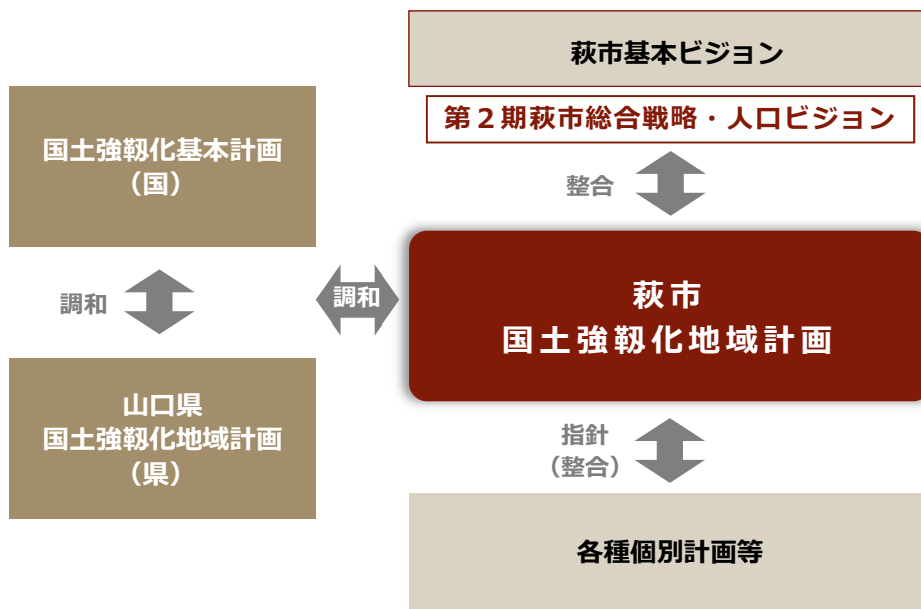 萩市基本ビジョン
第２期萩市総合戦略・人口ビジョン
国土強靱化基本計画
（国）
整合
調和
調和
萩市
国土強靱化地域計画
山口県
国土強靱化地域計画
（県）
指針
（整合）
各種個別計画等